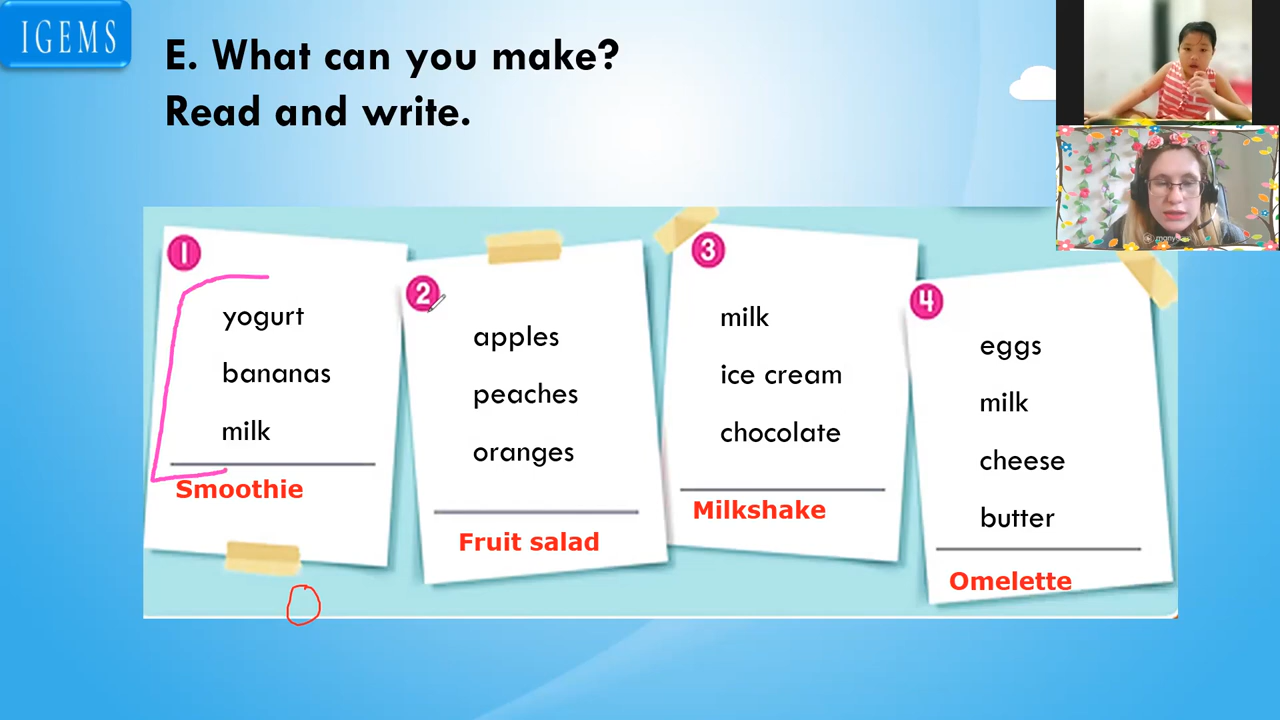 IGEMS
E. What can you make?
Read and write.
1
yogurt
bananas
milk
Smoothie
2
apples
peaches
oranges
Fruit salad
3
milk
ice cream
chocolate
Milkshake
4
eggs
milk
cheese
butter
Omelette